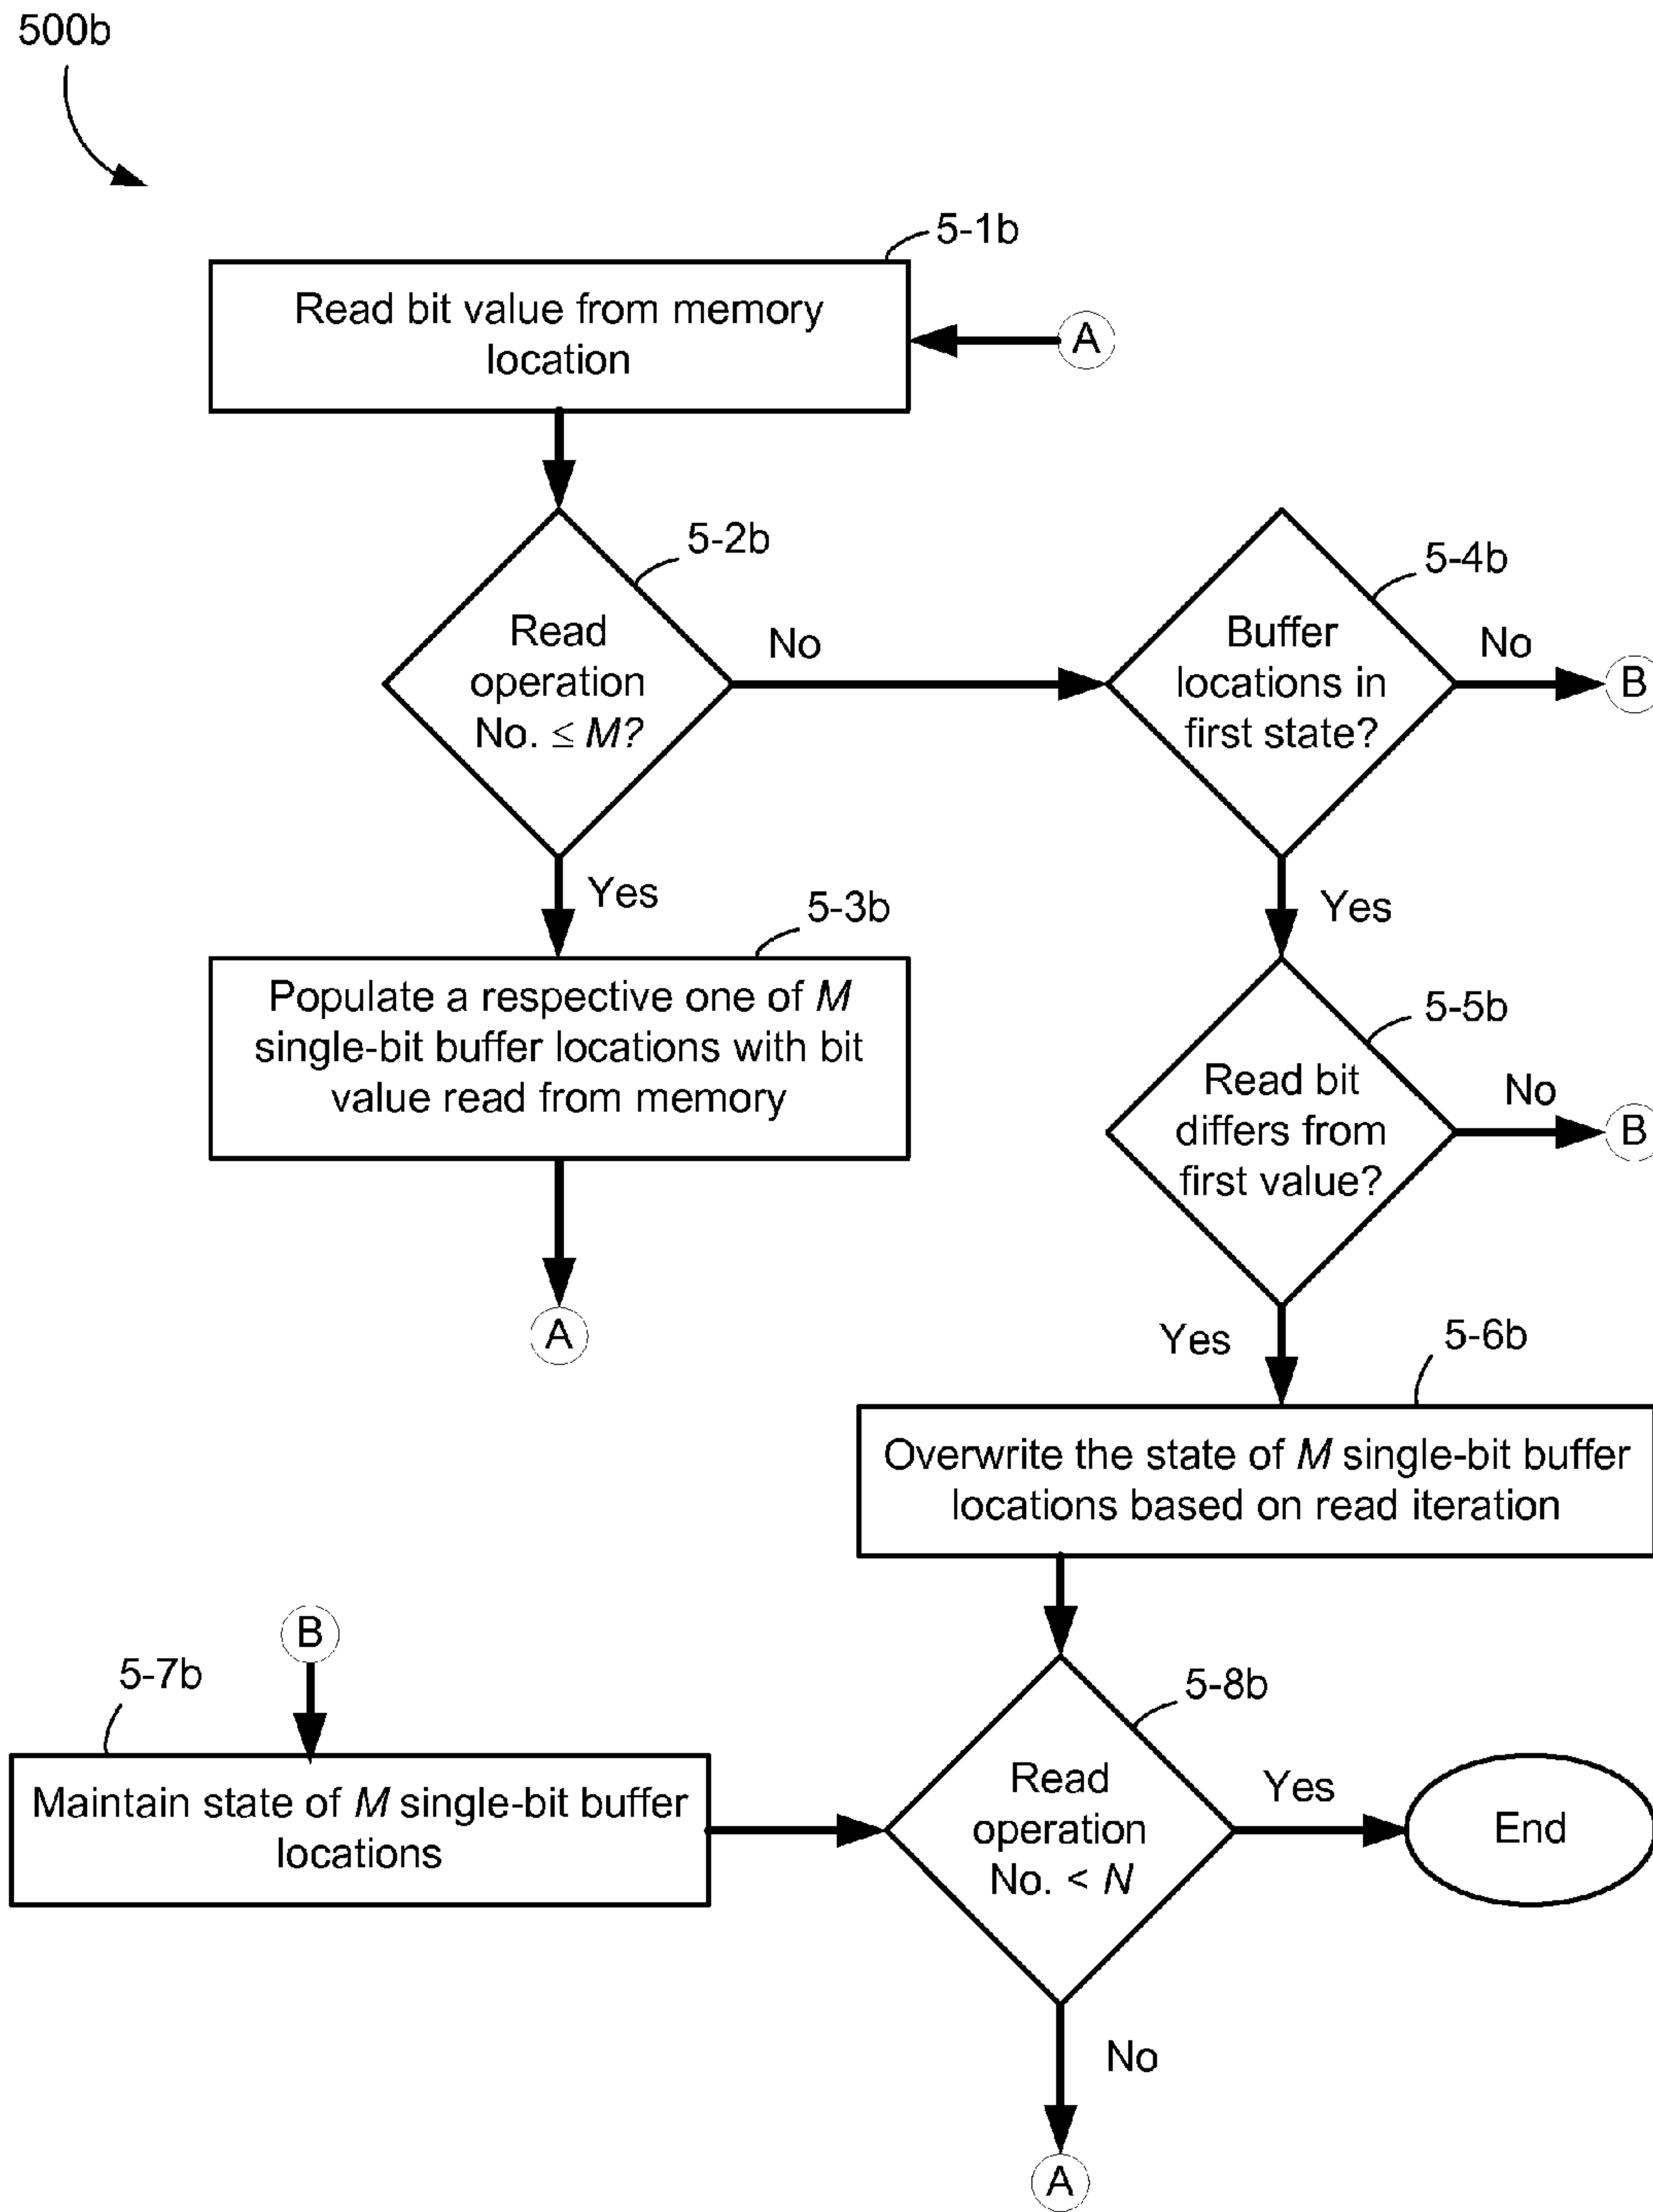 500b
5-1b
Read bit value from memory
location
A
5-2b
Read
operation
No. ≤ M?
No
5-4b
Buffer
locations in
first state?
No
B
Yes
Yes
5-3b
Populate a respective one of M
single-bit buffer locations with bit
value read from memory
5-5b
Read bit
differs from
first value?
No
B
A
Yes
5-6b
Overwrite the state of M single-bit buffer
locations based on read iteration
B
5-7b
Maintain state of M single-bit buffer
locations
5-8b
Read
operation
No. < N
Yes
End
No
A